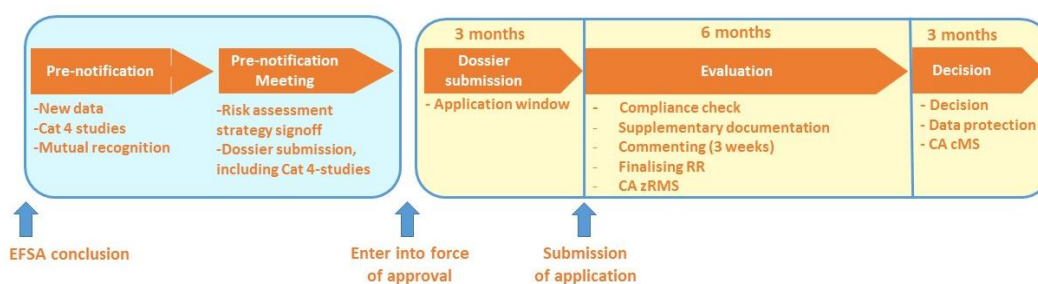 3 months
6 months
3 months
Pre-notification
Pre-notification
Meeting
Dossier
submission
Evaluation
Decision
-New data
-Cat 4 studies
-Mutual recognition
-Risk assessment
strategy signoff
-Dossier submission,
including Cat 4-studies
- Application window
- Compliance check
- Supplementary documentation
- Commenting (3 weeks)
- Finalising RR
- CA zRMS
- Decision
- Data protection
- CA cMS
EFSA conclusion
Enter into force
of approval
Submission
of application